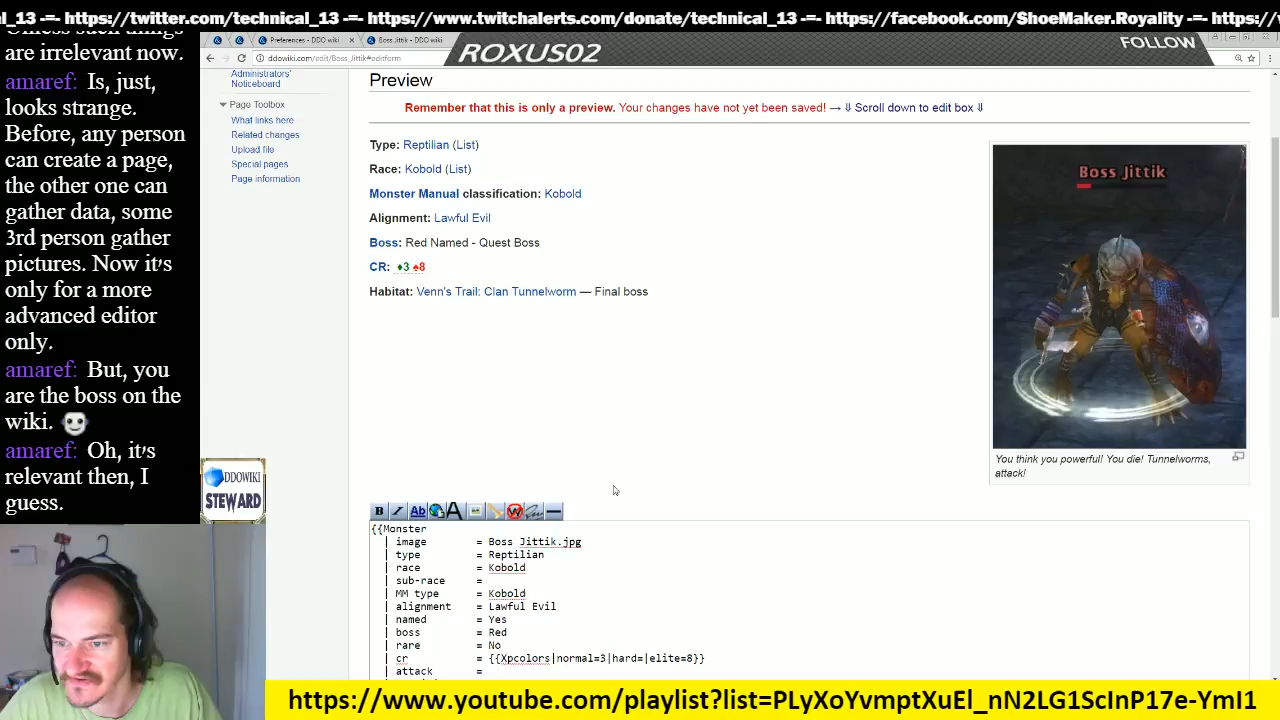 _13 -=- https://twitter.com/technical_13 -=- https://www.twitchalerts.com/donate/technical_13 -=- https://facebook.com/ShoeMaker.Royality -=- https://
Preferences - DDO wiki
Boss Jittik - DDO wiki
ROXUS02
FOLLOW
ddowiki.com/edit/Boss_Jittik#editform
Unless such things
are irrelevant now.
amaref: Is, just,
looks strange.
Before, any person
can create a page,
the other one can
gather data, some
3rd person gather
pictures. Now it's
only for a more
advanced editor
only.
amaref: But, you
are the boss on the
wiki.
amaref: Oh, it's
relevant then, I
guess.
Administrators'
Noticeboard
Page Toolbox
What links here
Related changes
Upload file
Special pages
Page information
DDOWIKI
STEWARD
Preview
Remember that this is only a preview. Your changes have not yet been saved! → ⇓ Scroll down to edit box ⇓
Type: Reptilian (List)
Race: Kobold (List)
Monster Manual classification: Kobold
Alignment: Lawful Evil
Boss: Red Named - Quest Boss
CR: ♦3 ♠8
Habitat: Venn's Trail: Clan Tunnelworm — Final boss
Boss Jittik
You think you powerful! You die! Tunnelworms,
attack!
B I Ab A W
{{Monster
| image = Boss Jittik.jpg
| type = Reptilian
| race = Kobold
| sub-race =
| MM type = Kobold
| alignment = Lawful Evil
| named = Yes
| boss = Red
| rare = No
| cr = {{Xpcolors|normal=3|hard=|elite=8}}
| attack =
https://www.youtube.com/playlist?list=PLyXoYvmptXuEl_nN2LG1ScInP17e-YmI1